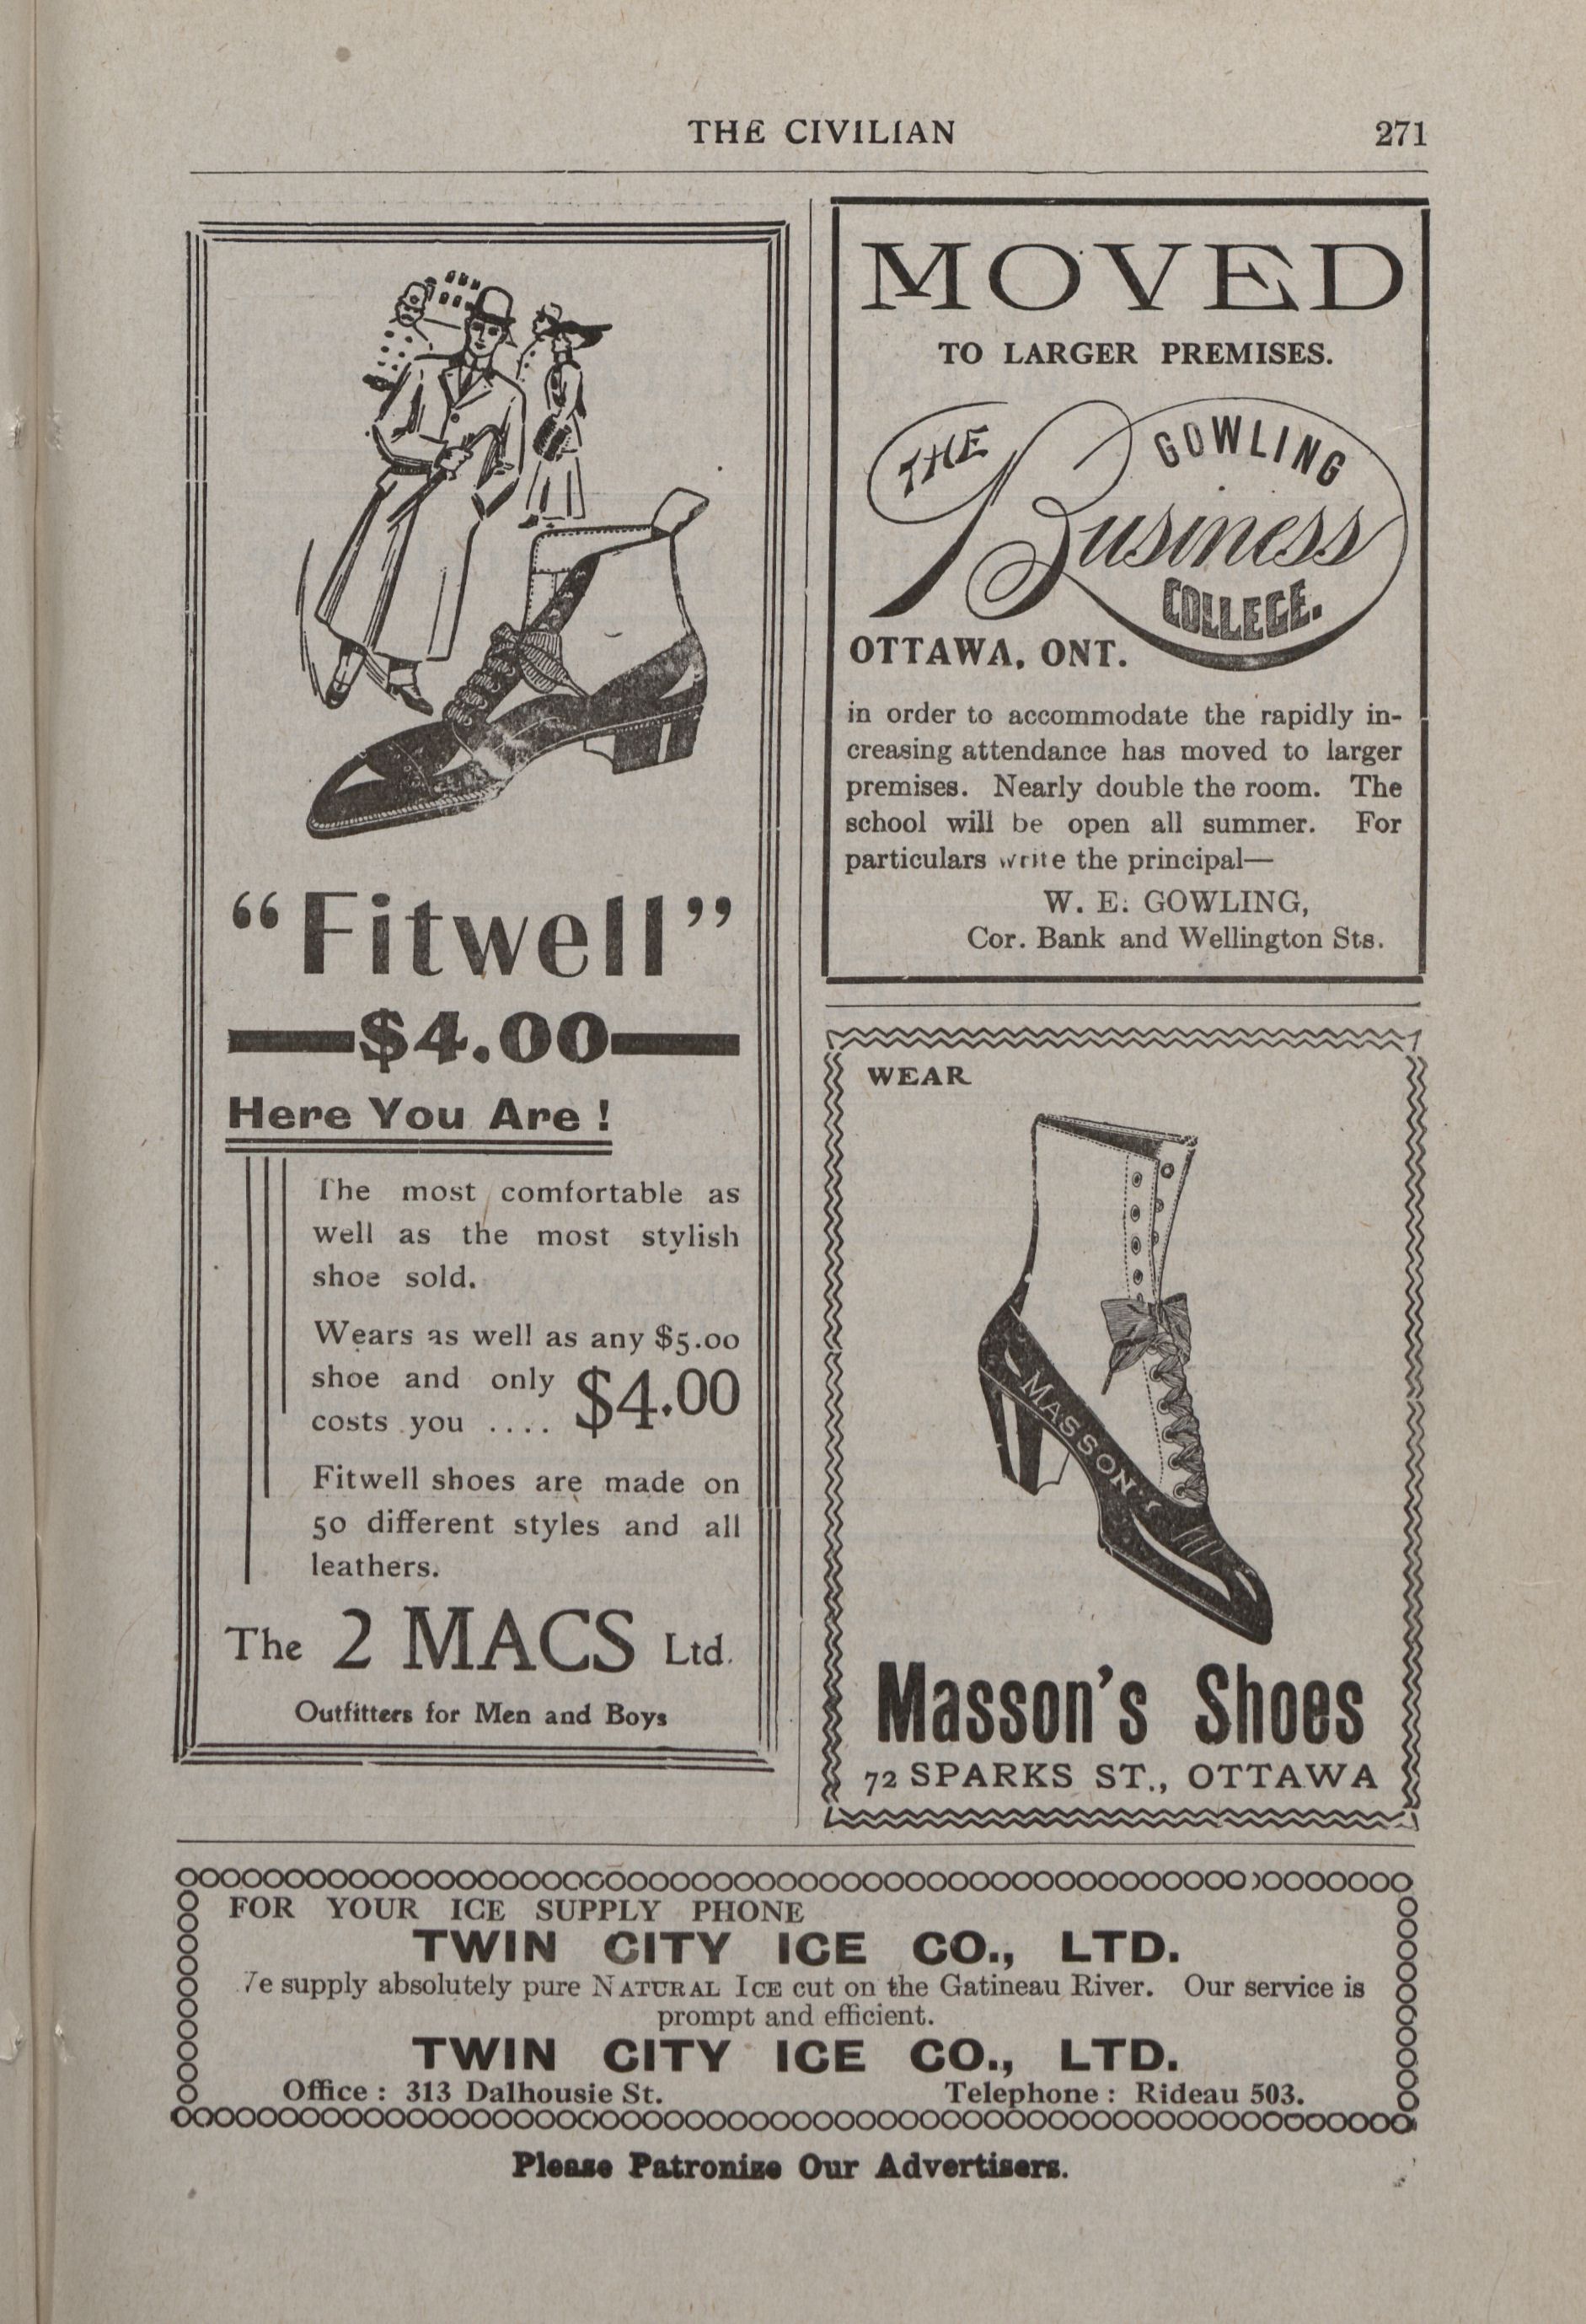 THE CIVILIAN 271
“Fitwell”
$4.00
Here You Are !
The most comfortable as
well as the most stylish
shoe sold.
Wears as well as any $5.00
shoe and only $4.00
costs you ....
Fitwell shoes are made on
50 different styles and all
leathers.
The 2 MACS Ltd.
Outfitters for Men and Boys
MOVED
TO LARGER PREMISES.
THE GOWLING
Business
COLLEGE.
OTTAWA, ONT.
in order to accommodate the rapidly in-
creasing attendance has moved to larger
premises. Nearly double the room. The
school will be open all summer. For
particulars write the principal—
W. E. GOWLING,
Cor. Bank and Wellington Sts.
WEAR
MASSON'S
Masson’s Shoes
72 SPARKS ST., OTTAWA
FOR YOUR ICE SUPPLY PHONE
TWIN CITY ICE CO., LTD.
We supply absolutely pure NATURAL ICE cut on the Gatineau River. Our service is
prompt and efficient.
TWIN CITY ICE CO., LTD.
Office : 313 Dalhousie St. Telephone : Rideau 503.
Please Patronize Our Advertisers.